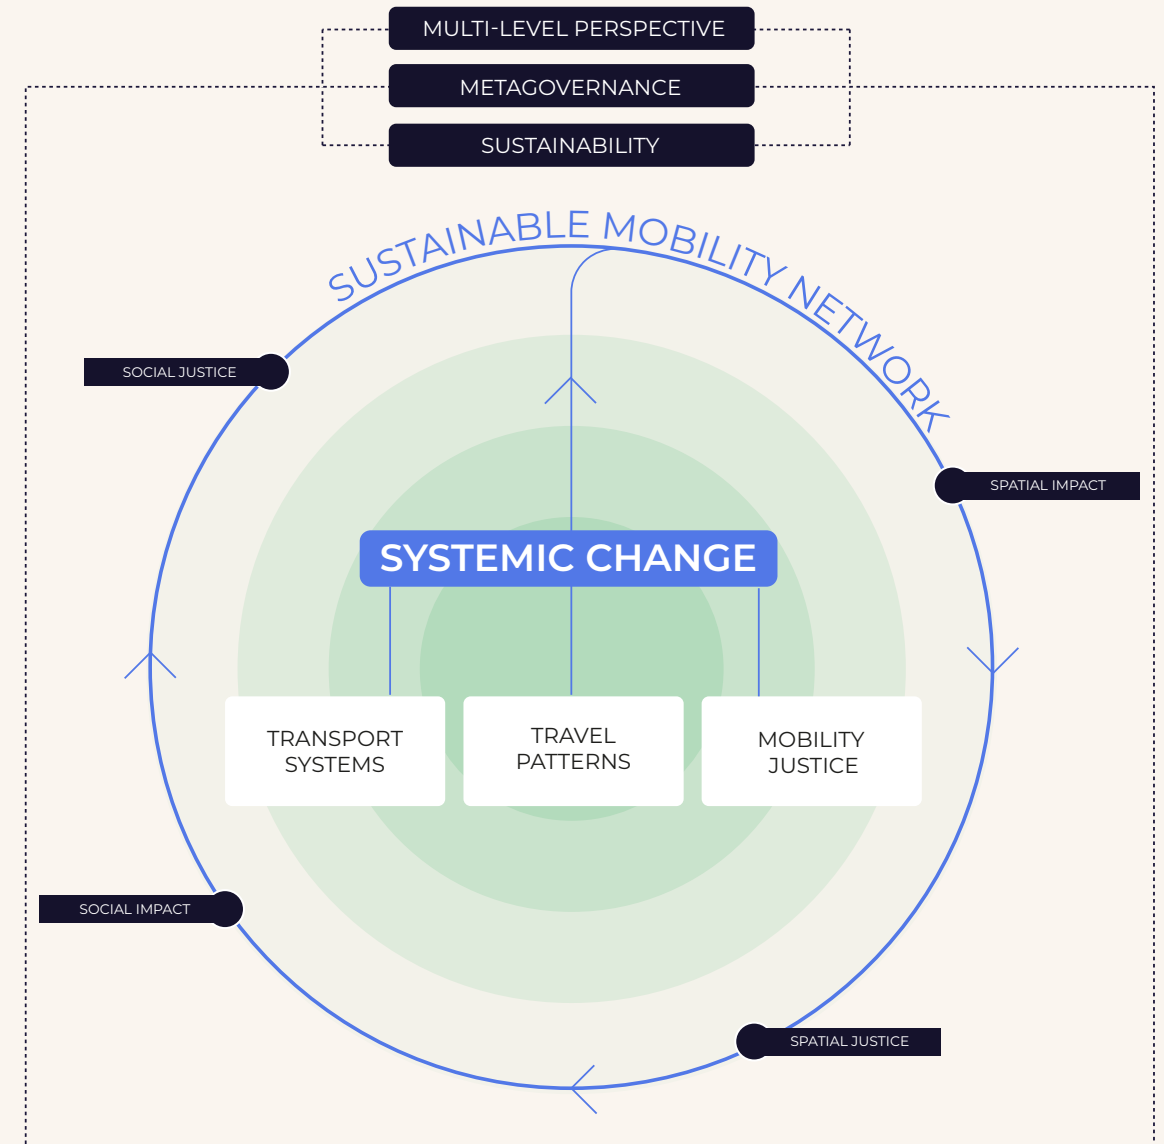 MULTI-LEVEL PERSPECTIVE
METAGOVERNANCE
SUSTAINABILITY
SUSTAINABLE MOBILITY NETWORK
SOCIAL JUSTICE
SPATIAL IMPACT
SYSTEMIC CHANGE
TRANSPORT
SYSTEMS
TRAVEL
PATTERNS
MOBILITY
JUSTICE
SOCIAL IMPACT
SPATIAL JUSTICE